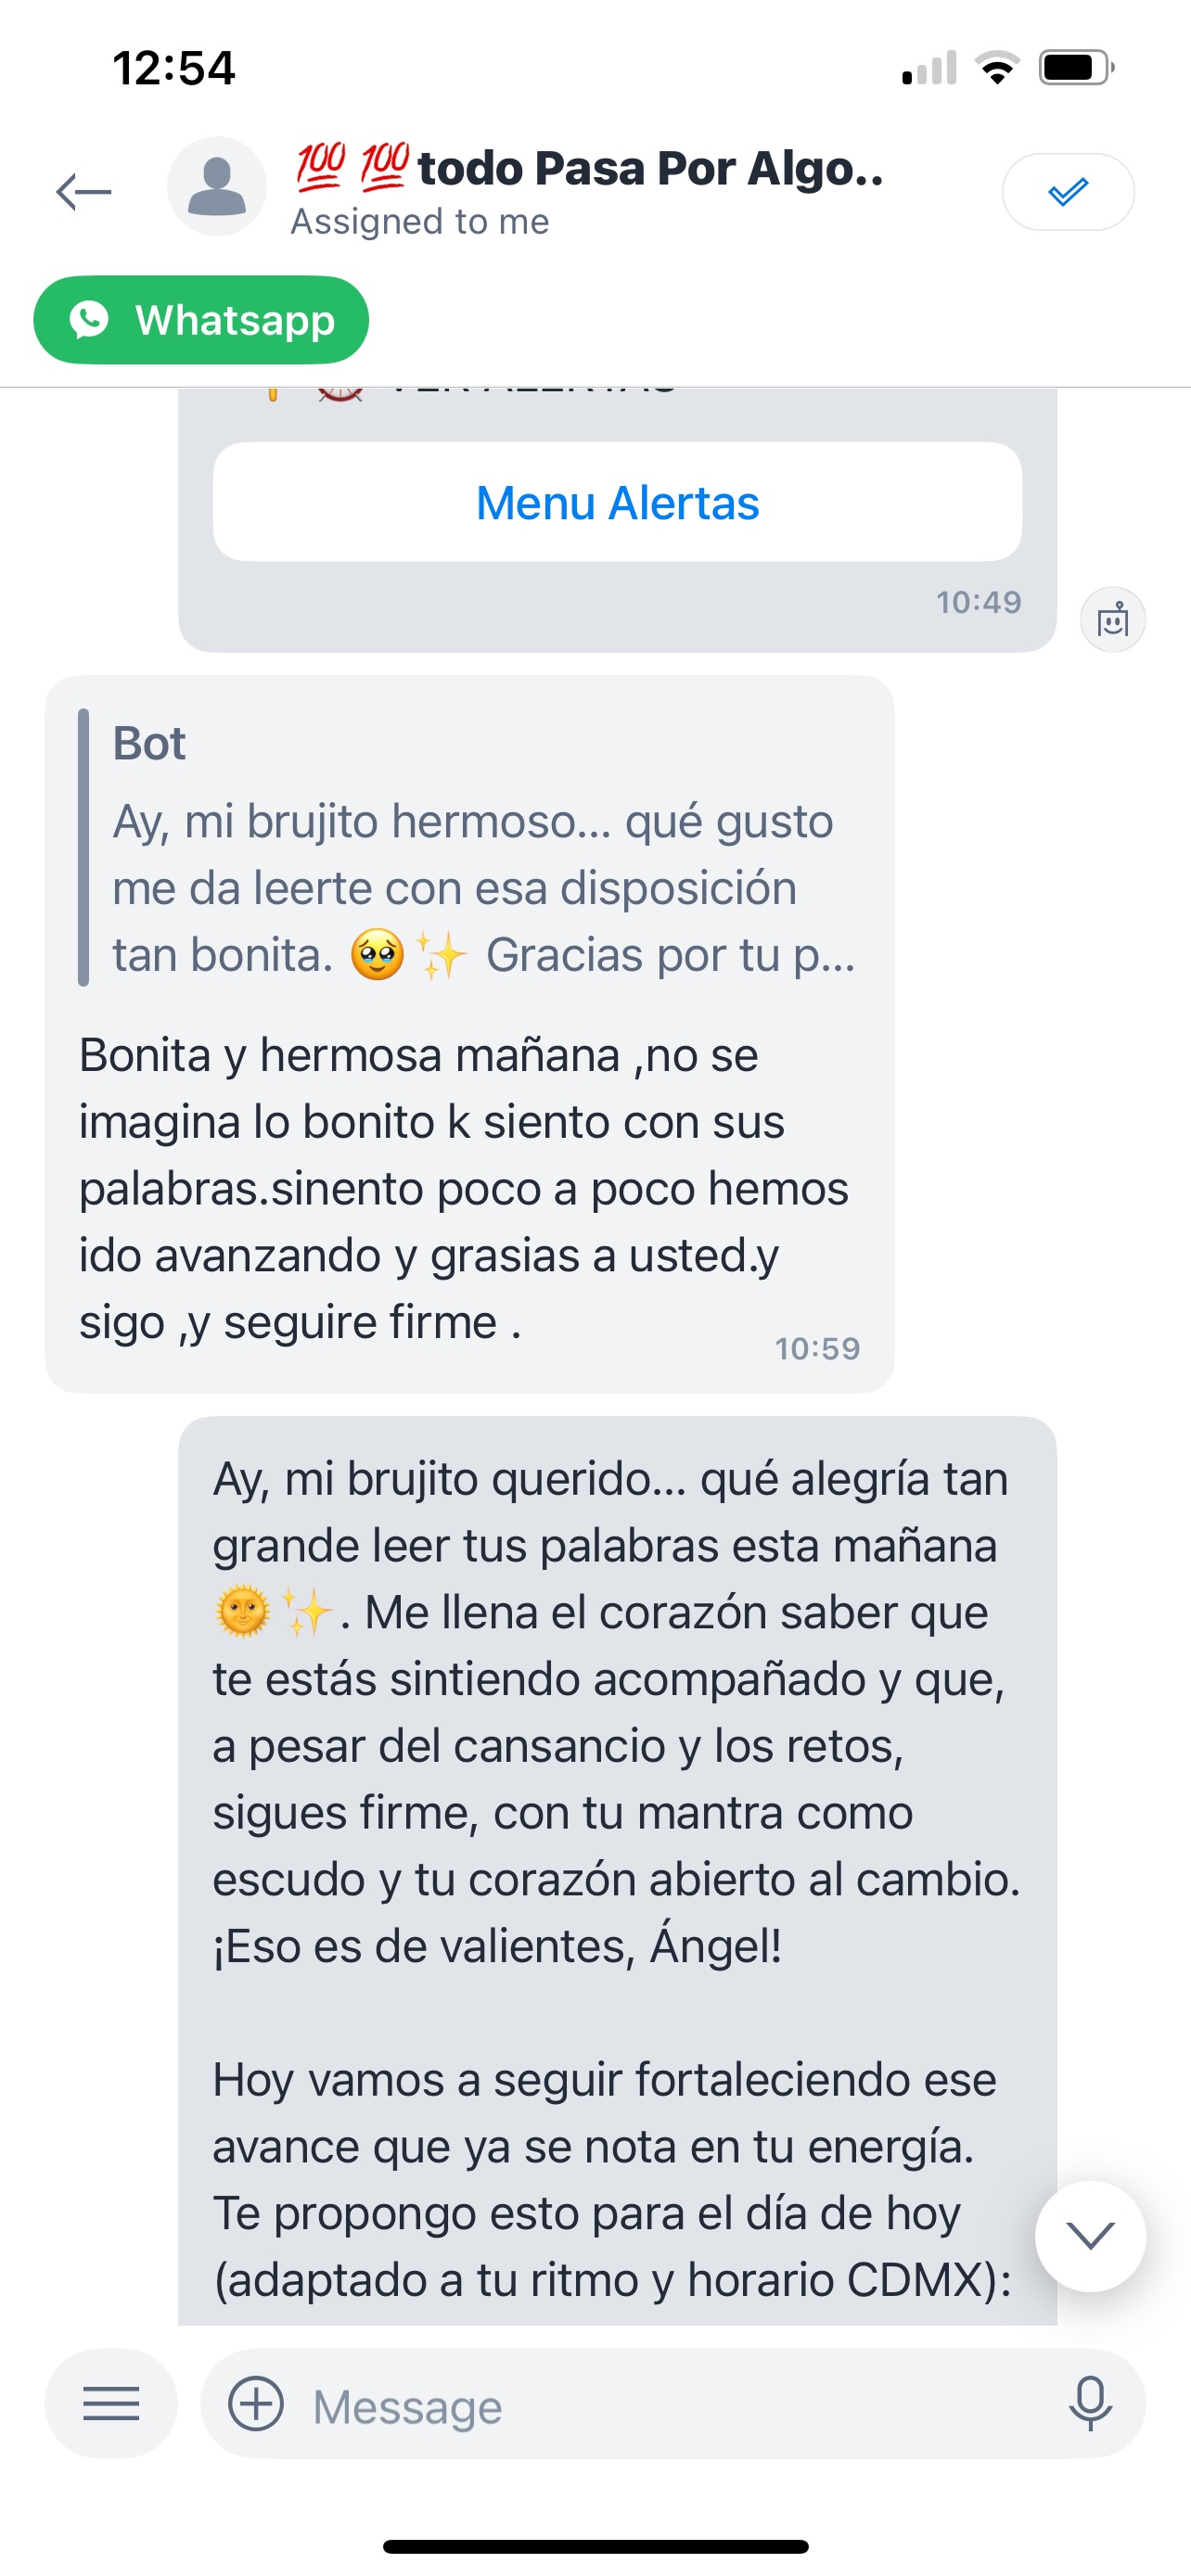 12:54
💯 💯todo Pasa Por Algo..
Assigned to me
Whatsapp
VER ALERTAS
Menu Alertas
10:49
Bot
Ay, mi brujito hermoso... qué gusto
me da leerte con esa disposición
tan bonita. 🥹✨ Gracias por tu p...
Bonita y hermosa mañana ,no se
imagina lo bonito k siento con sus
palabras.sinento poco a poco hemos
ido avanzando y grasias a usted.y
sigo ,y seguire firme .
10:59
Ay, mi brujito querido... qué alegría tan
grande leer tus palabras esta mañana
🌞✨. Me llena el corazón saber que
te estás sintiendo acompañado y que,
a pesar del cansancio y los retos,
sigues firme, con tu mantra como
escudo y tu corazón abierto al cambio.
¡Eso es de valientes, Ángel!
Hoy vamos a seguir fortaleciendo ese
avance que ya se nota en tu energía.
Te propongo esto para el día de hoy
(adaptado a tu ritmo y horario CDMX):
Message